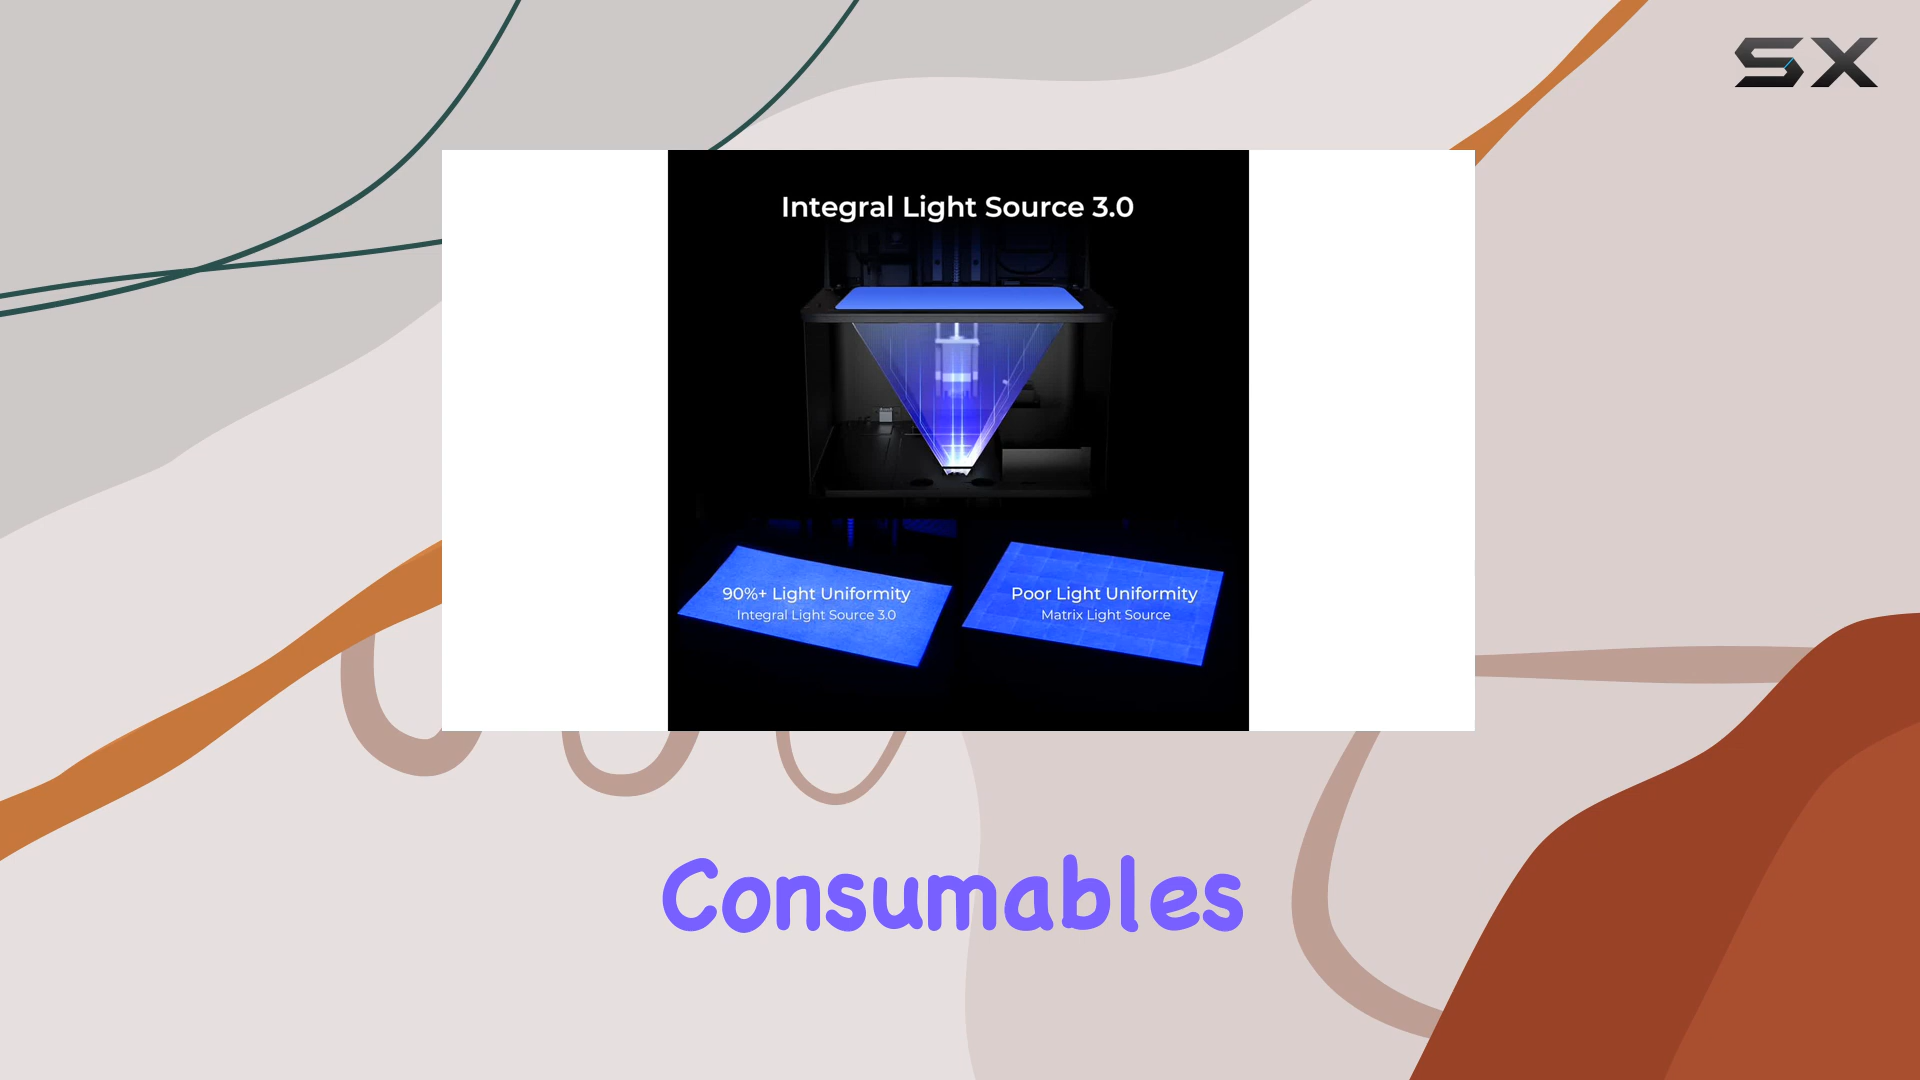 SX
Integral Light Source 3.0
90%+ Light Uniformity
Integral Light Source 3.0
Poor Light Uniformity
Matrix Light Source
Consumables